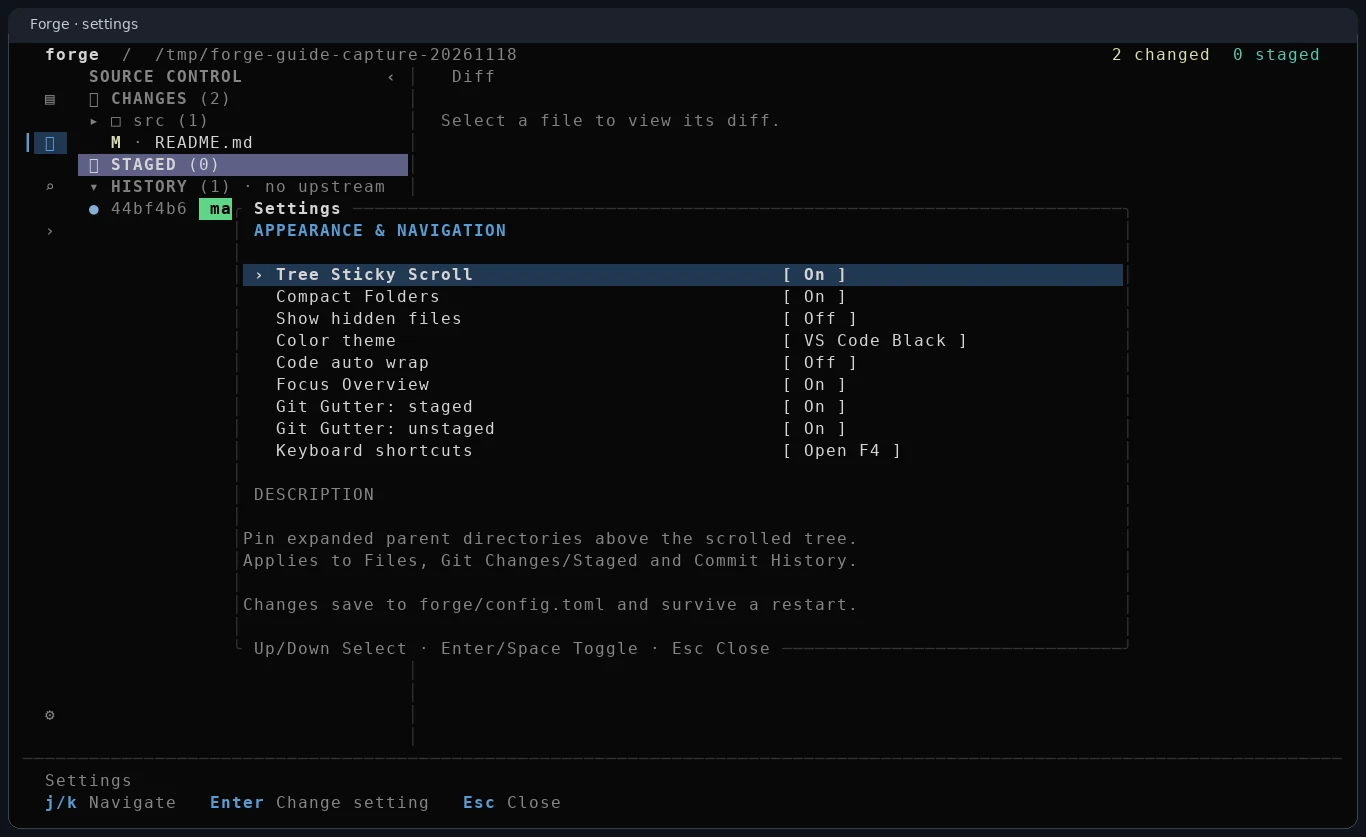 Forge · settings
forge / /tmp/forge-guide-capture-20261118 2 changed 0 staged
SOURCE CONTROL ‹ Diff
CHANGES (2)
▸ □ src (1) Select a file to view its diff.
M · README.md
STAGED (0)
▾ HISTORY (1) · no upstream
● 44bf4b6 ma Settings
› APPEARANCE & NAVIGATION
› Tree Sticky Scroll [ On ]
Compact Folders [ On ]
Show hidden files [ Off ]
Color theme [ VS Code Black ]
Code auto wrap [ Off ]
Focus Overview [ On ]
Git Gutter: staged [ On ]
Git Gutter: unstaged [ On ]
Keyboard shortcuts [ Open F4 ]
DESCRIPTION
Pin expanded parent directories above the scrolled tree.
Applies to Files, Git Changes/Staged and Commit History.
Changes save to forge/config.toml and survive a restart.
Up/Down Select · Enter/Space Toggle · Esc Close
Settings
j/k Navigate Enter Change setting Esc Close